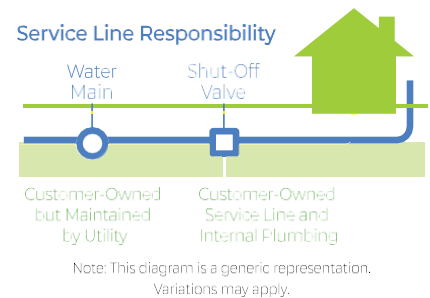 Service Line Responsibility
Water
Main
Shut-Off
Valve
Customer-Owned
but Maintained
by Utility
Customer-Owned
Service Line and
Internal Plumbing
Note: This diagram is a generic representation.
Variations may apply.